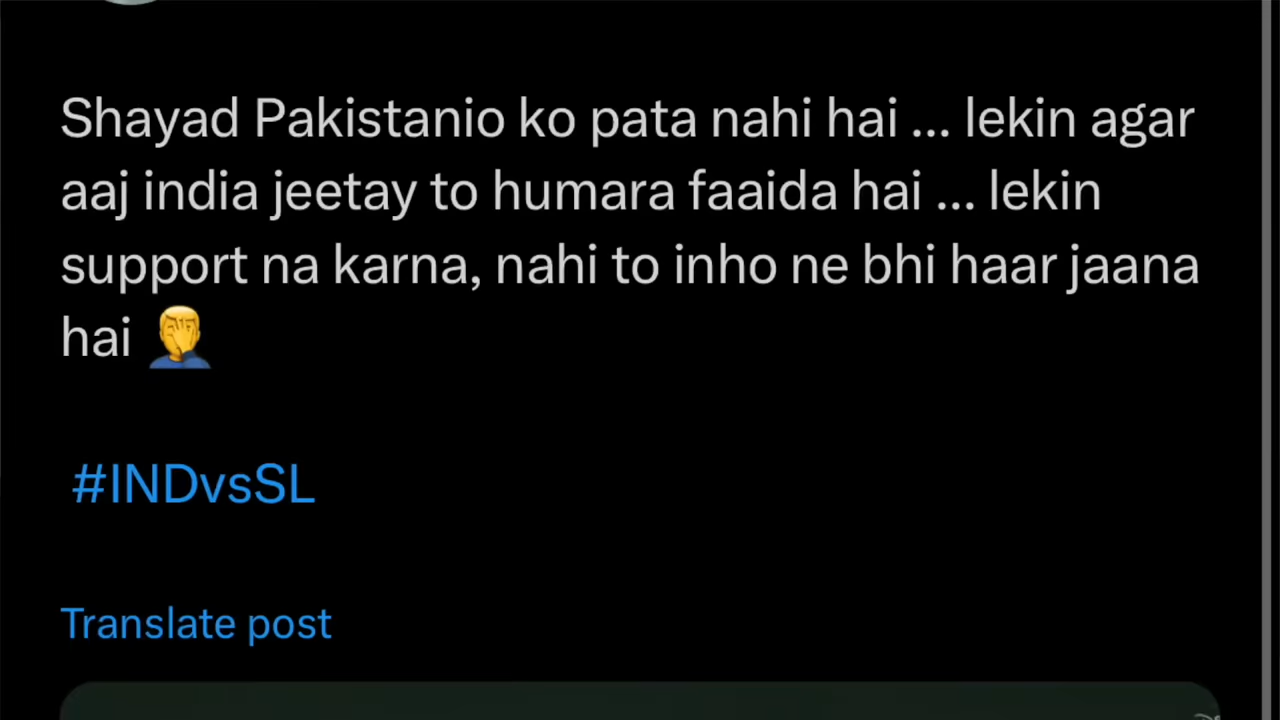 Shayad Pakistanio ko pata nahi hai ... lekin agar
aaj india jeetay to humara faaida hai ... lekin
support na karna, nahi to inho ne bhi haar jaana
hai 🤦‍♂️
#INDvsSL
Translate post